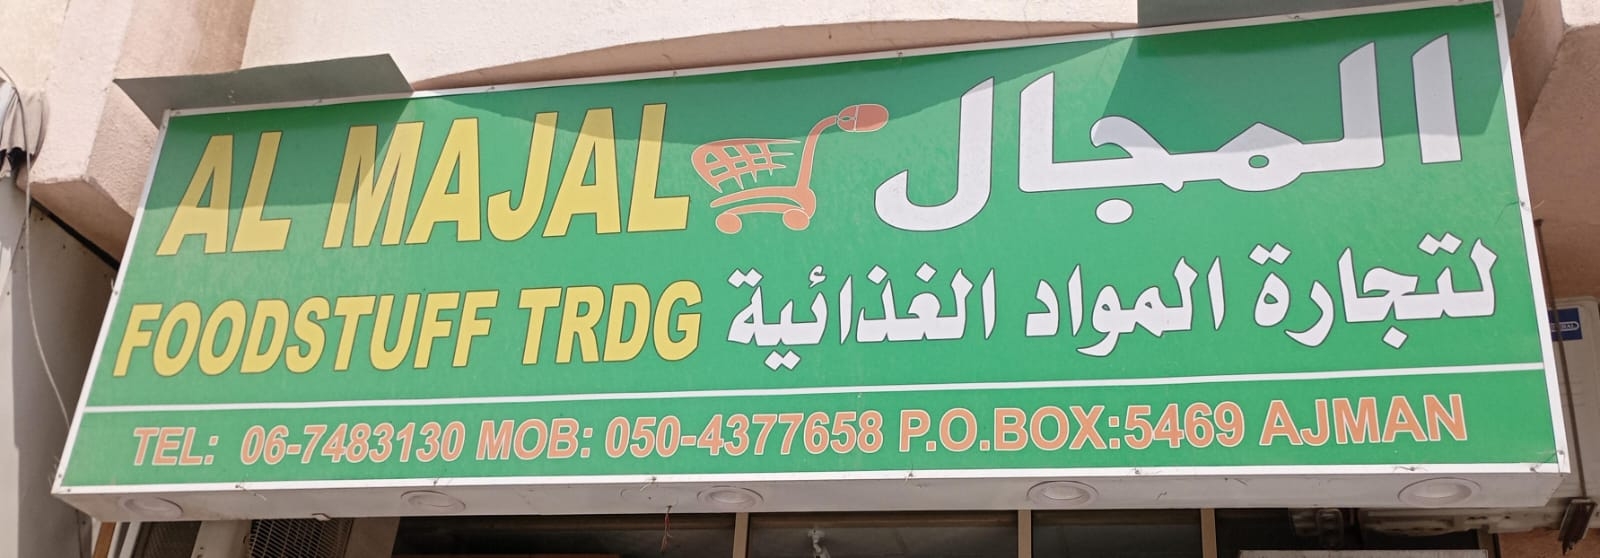 AL MAJAL
المجال
FOODSTUFF TRDG
لتجارة المواد الغذائية
TEL: 06-7483130 MOB: 050-4377658 P.O.BOX:5469 AJMAN